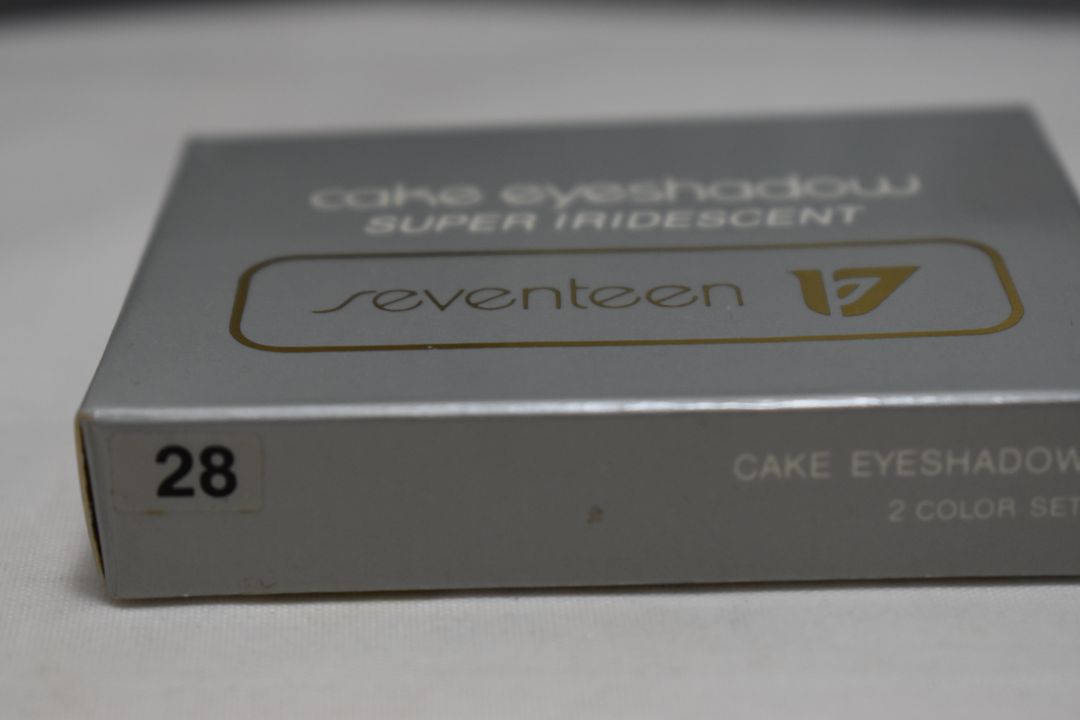 cake eyeshadow
SUPER IRIDESCENT
seventeen 17
28
CAKE EYESHADOW
2 COLOR SET